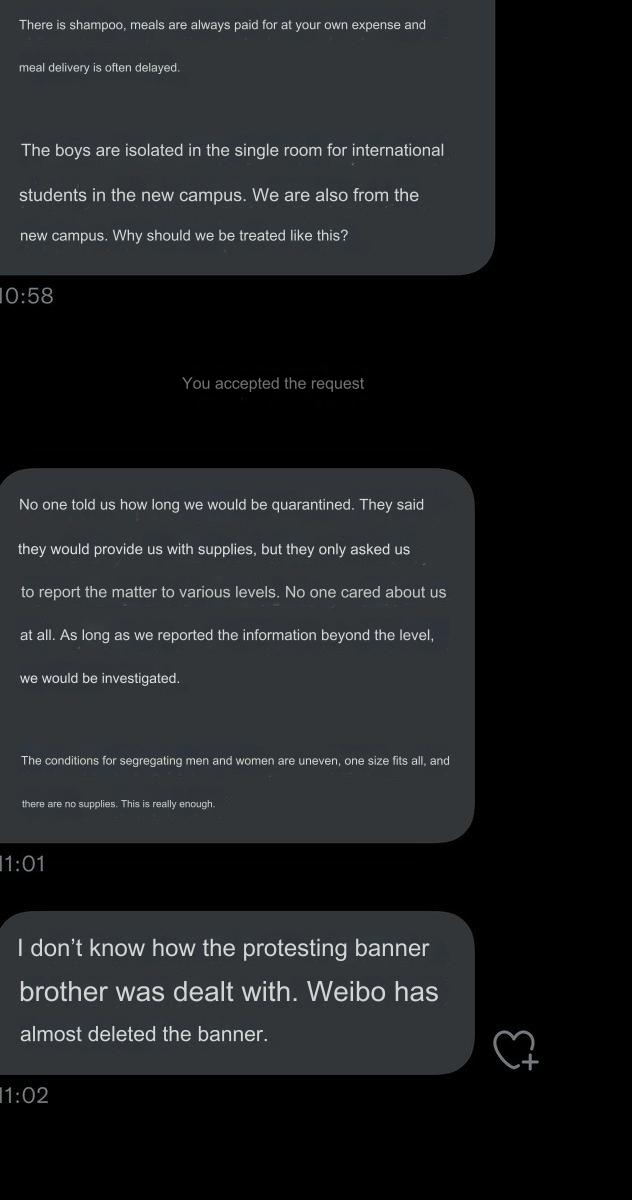 There is shampoo, meals are always paid for at your own expense and
meal delivery is often delayed.
The boys are isolated in the single room for international
students in the new campus. We are also from the
new campus. Why should we be treated like this?
10:58
You accepted the request
No one told us how long we would be quarantined. They said
they would provide us with supplies, but they only asked us
to report the matter to various levels. No one cared about us
at all. As long as we reported the information beyond the level,
we would be investigated.
The conditions for segregating men and women are uneven, one size fits all, and
there are no supplies. This is really enough.
11:01
I don’t know how the protesting banner
brother was dealt with. Weibo has
almost deleted the banner.
11:02